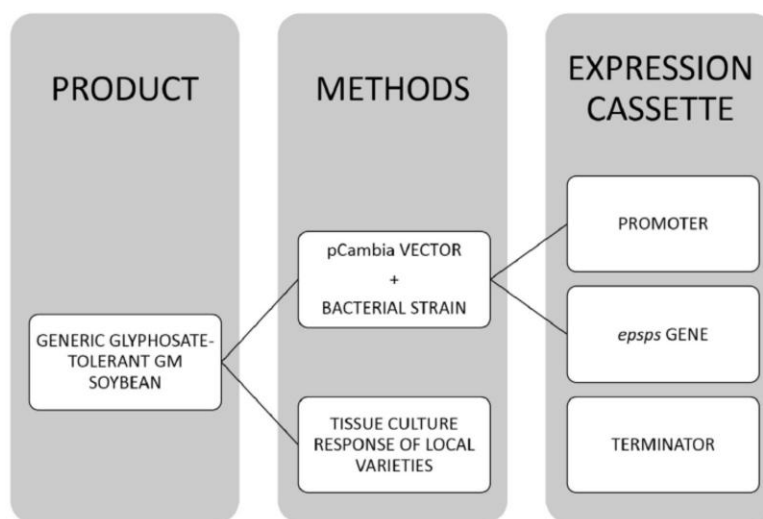 PRODUCT
METHODS
EXPRESSION
CASSETTE
PROMOTER
pCambia VECTOR
+
BACTERIAL STRAIN
epsps GENE
GENERIC GLYPHOSATE-
TOLERANT GM
SOYBEAN
TISSUE CULTURE
RESPONSE OF LOCAL
VARIETIES
TERMINATOR